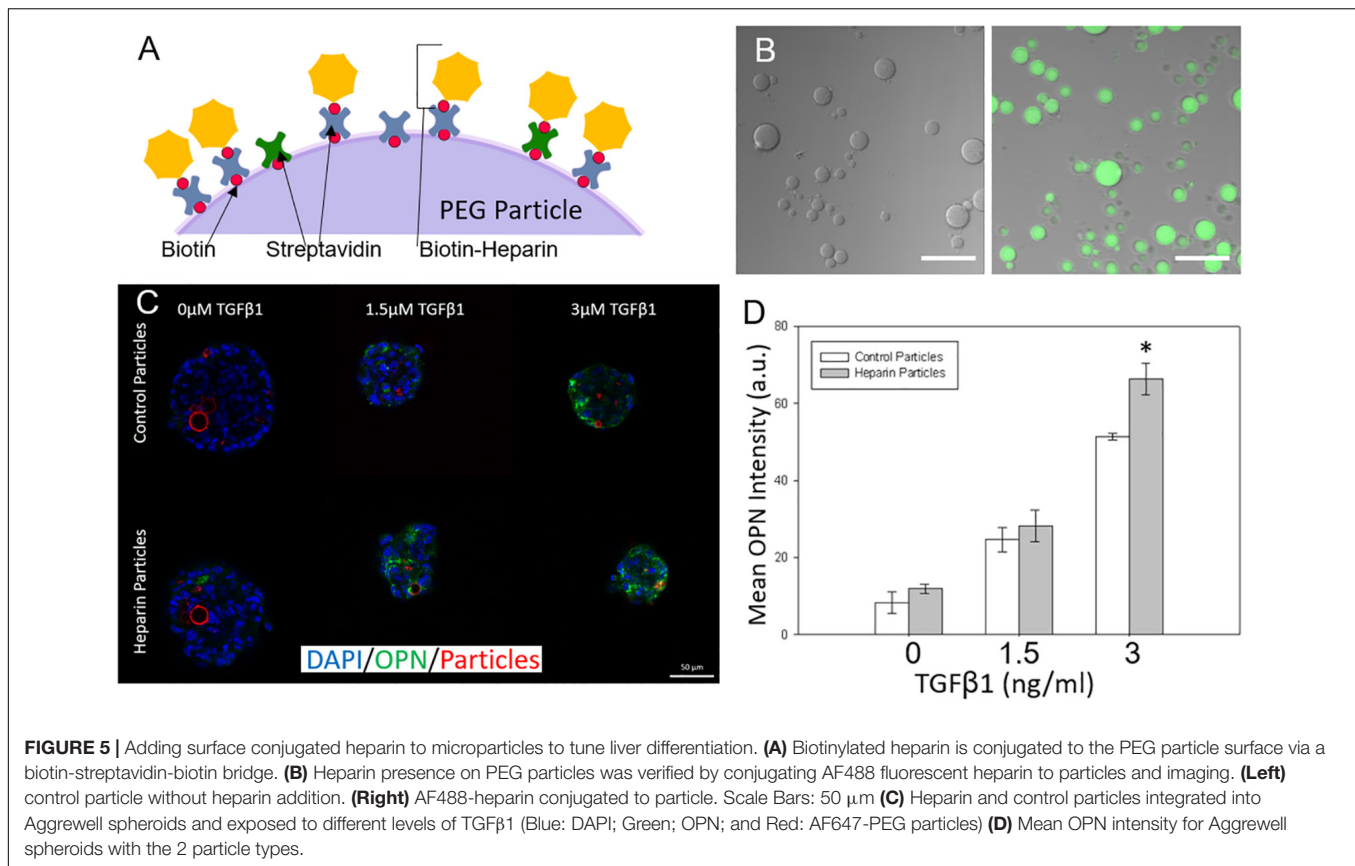 A
PEG Particle
Biotin
Streptavidin
Biotin-Heparin
B
C
0µM TGFβ1
1.5µM TGFβ1
3µM TGFβ1
Control Particles
Heparin Particles
DAPI/OPN/Particles
50 µm
D
80
60
40
20
0
Mean OPN Intensity (a.u.)
Control Particles
Heparin Particles
*
0
1.5
3
TGFβ1 (ng/ml)
FIGURE 5 | Adding surface conjugated heparin to microparticles to tune liver differentiation. (A) Biotinylated heparin is conjugated to the PEG particle surface via a
biotin-streptavidin-biotin bridge. (B) Heparin presence on PEG particles was verified by conjugating AF488 fluorescent heparin to particles and imaging. (Left)
control particle without heparin addition. (Right) AF488-heparin conjugated to particle. Scale Bars: 50 µm (C) Heparin and control particles integrated into
Aggrewell spheroids and exposed to different levels of TGFβ1 (Blue: DAPI; Green; OPN; and Red: AF647-PEG particles) (D) Mean OPN intensity for Aggrewell
spheroids with the 2 particle types.